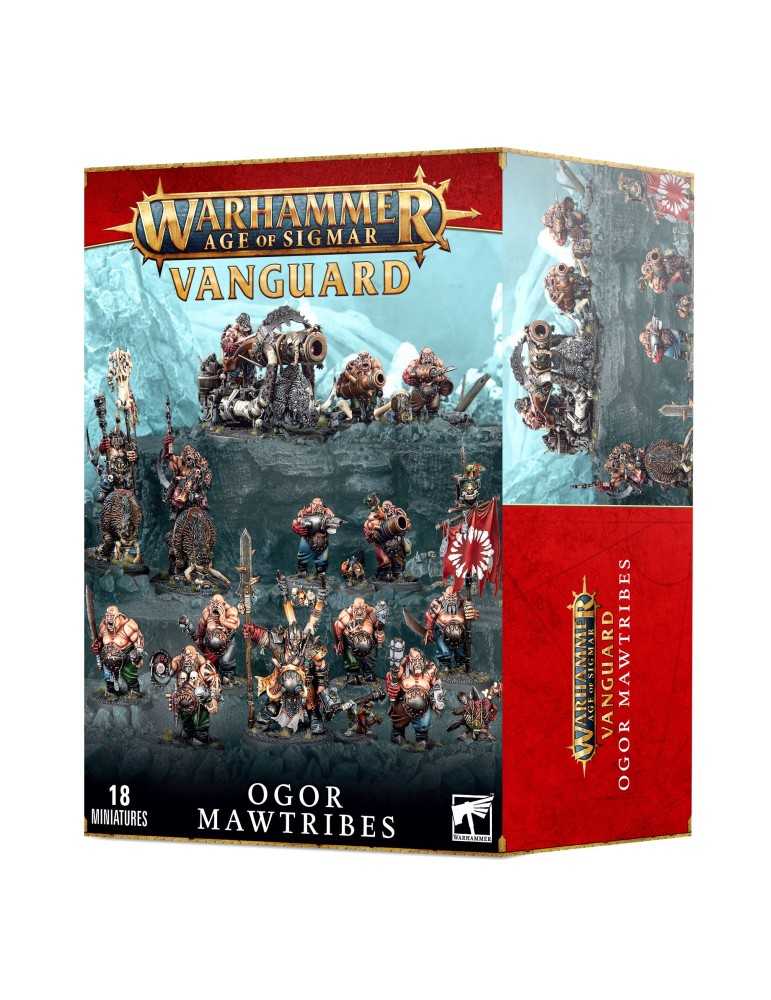 WARHAMMER
AGE OF SIGMAR
VANGUARD
18
MINIATURES
OGOR
MAWTRIBES
WARHAMMER
WARHAMMER
AGE OF SIGMAR
VANGUARD
OGOR MAWTRIBES